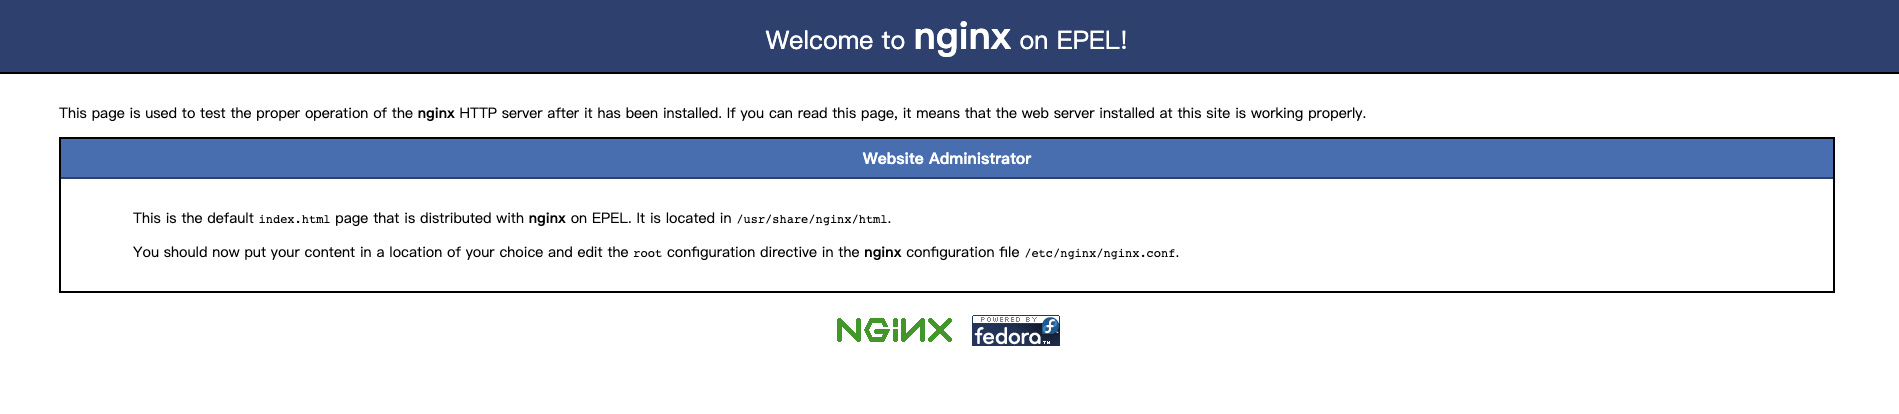 Welcome to nginx on EPEL!
This page is used to test the proper operation of the nginx HTTP server after it has been installed. If you can read this page, it means that the web server installed at this site is working properly.
Website Administrator
This is the default index.html page that is distributed with nginx on EPEL. It is located in /usr/share/nginx/html.
You should now put your content in a location of your choice and edit the root configuration directive in the nginx configuration file /etc/nginx/nginx.conf.
NGiNX
POWERED BY
fedora™